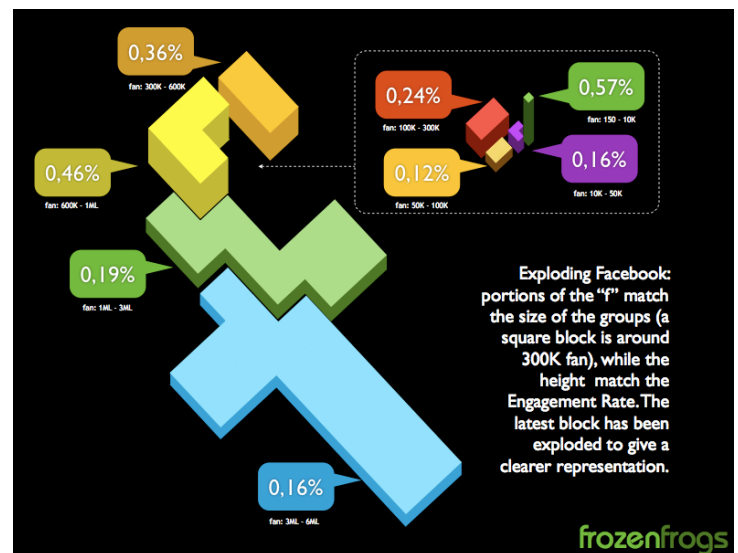 0,36%
fan: 300K - 600K
0,24%
fan: 100K - 300K
0,57%
fan: 150 - 10K
0,46%
fan: 600K - 1ML
0,12%
fan: 50K - 100K
0,16%
fan: 10K - 50K
0,19%
fan: 1ML - 3ML
Exploding Facebook:
portions of the “f” match
the size of the groups (a
square block is around
300K fan), while the
height match the
Engagement Rate. The
latest block has been
exploded to give a
clearer representation.
0,16%
fan: 3ML - 6ML
frozenfrogs